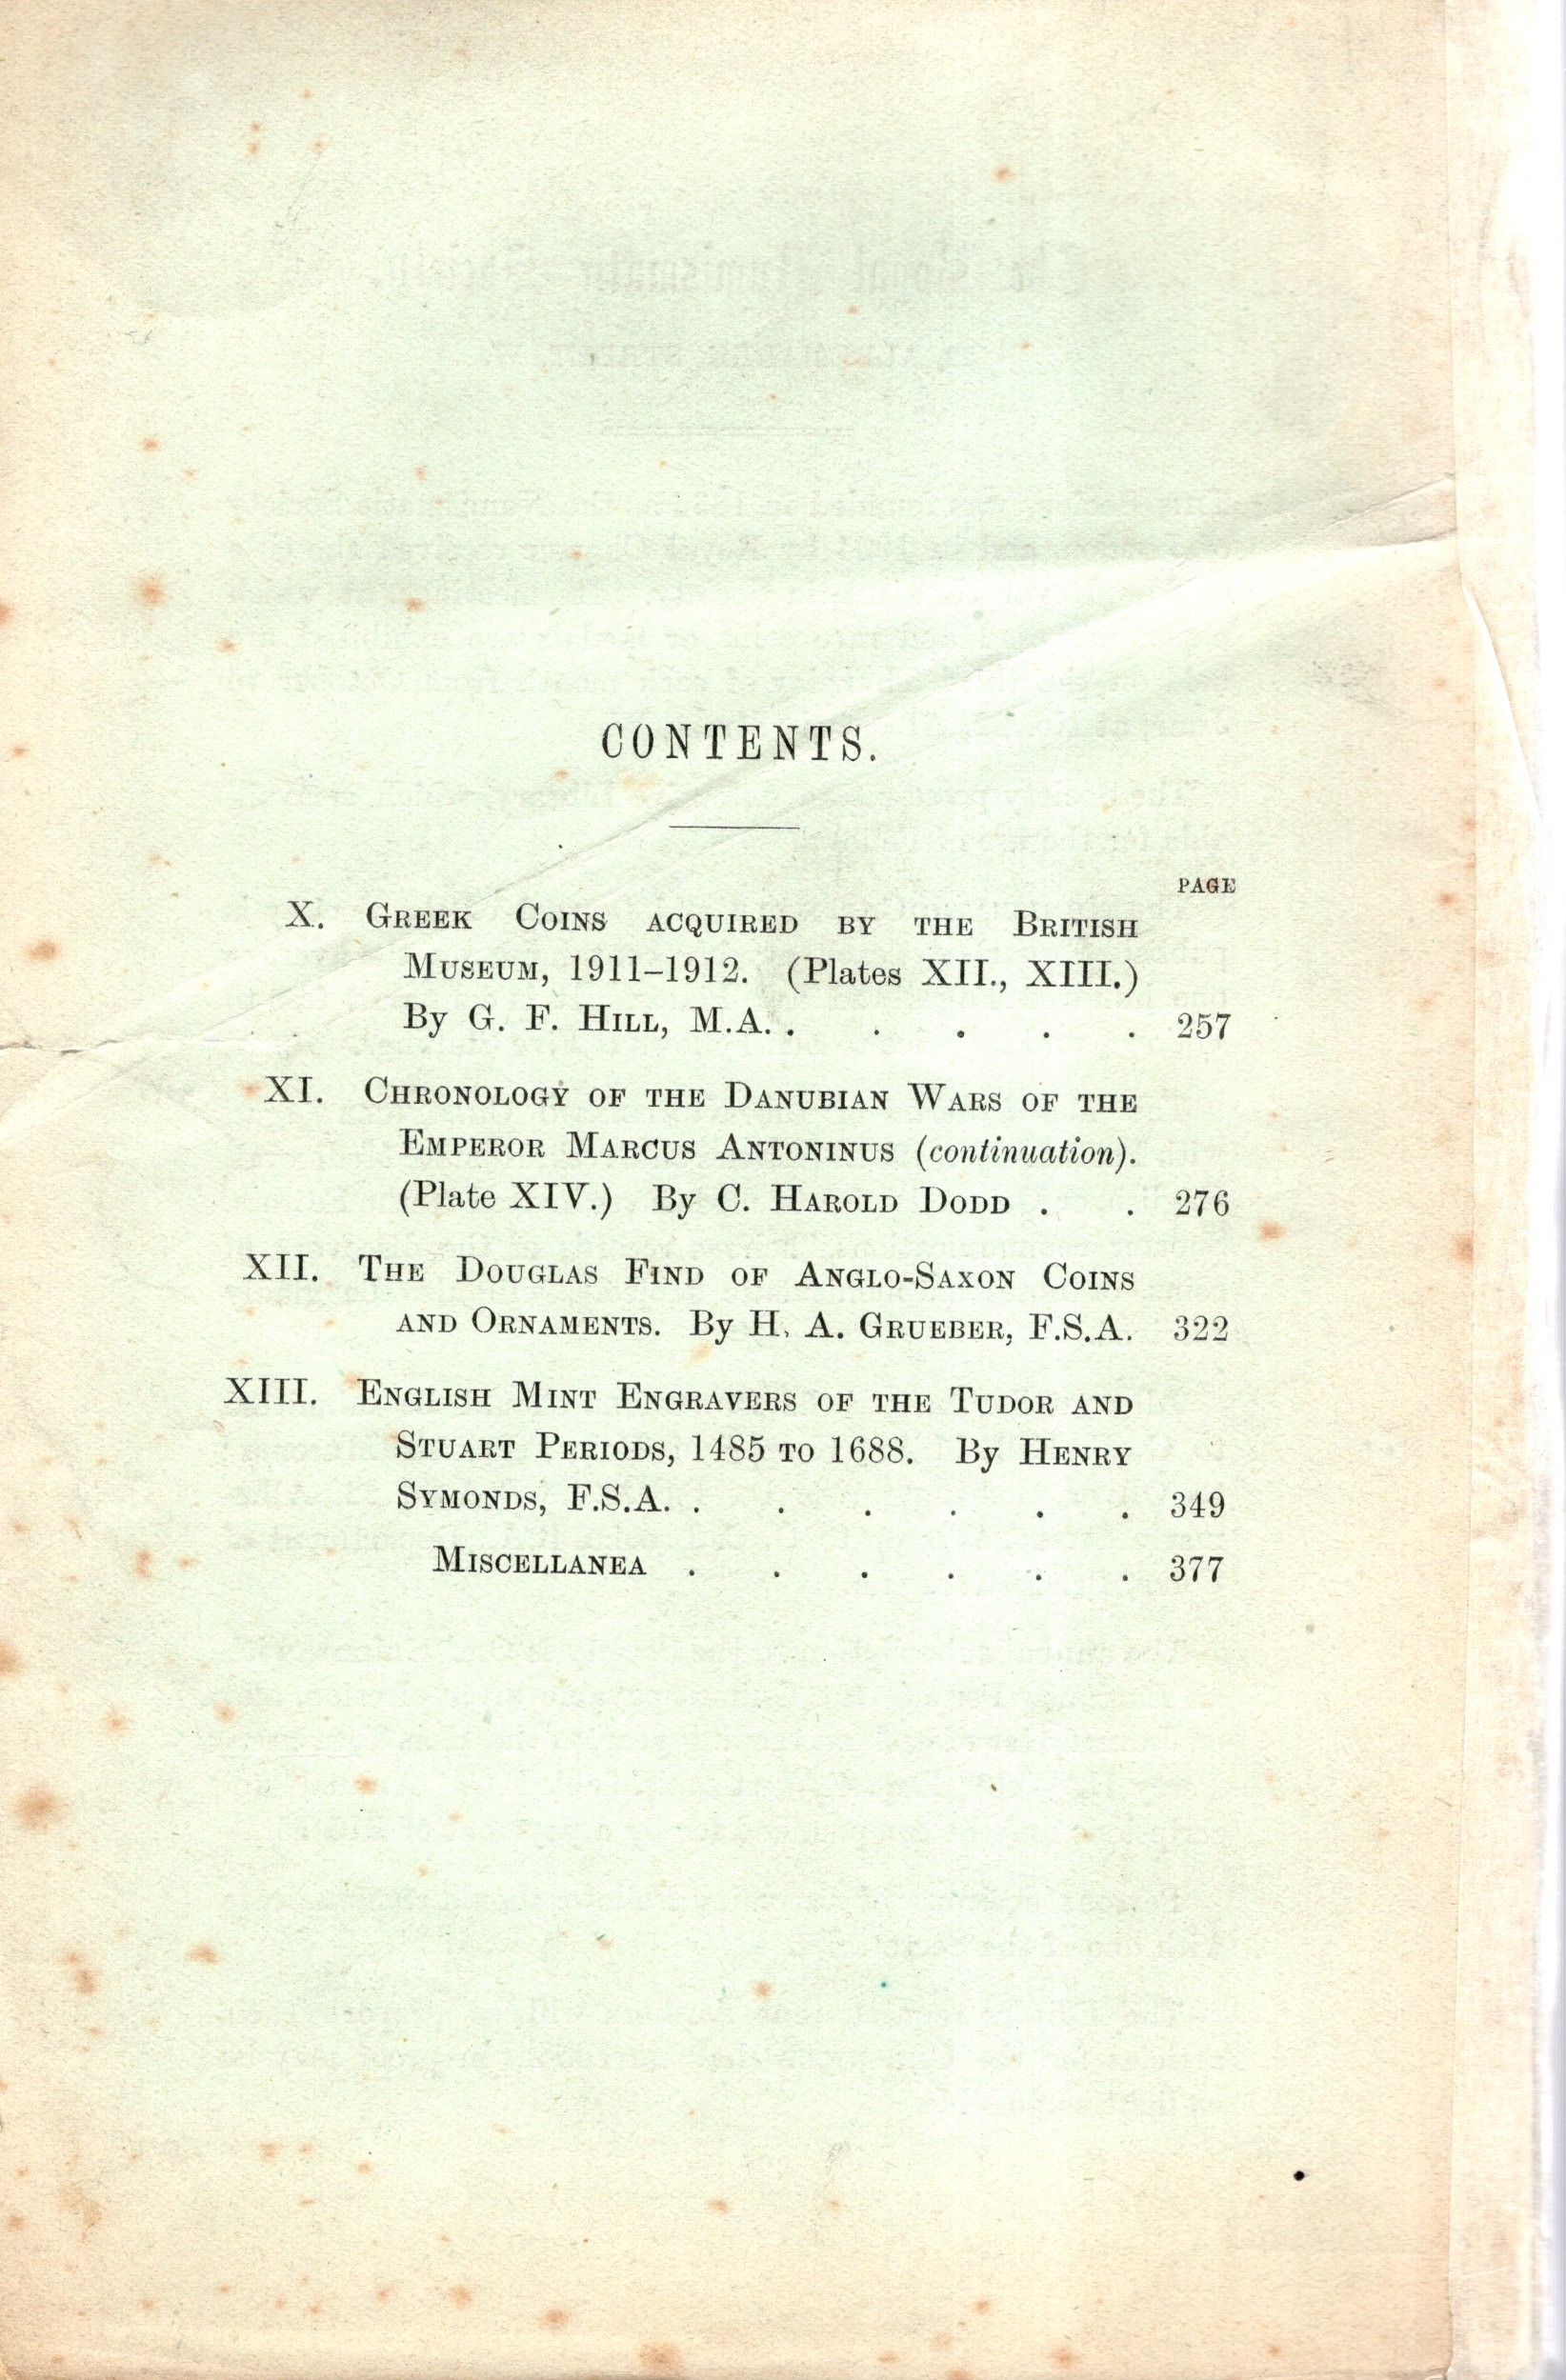 CONTENTS.
PAGE
X. GREEK COINS ACQUIRED BY THE BRITISH
MUSEUM, 1911–1912. (Plates XII., XIII.)
By G. F. HILL, M.A. . . . . . 257
XI. CHRONOLOGY OF THE DANUBIAN WARS OF THE
EMPEROR MARCUS ANTONINUS (continuation).
(Plate XIV.) By C. HAROLD DODD . . 276
XII. THE DOUGLAS FIND OF ANGLO-SAXON COINS
AND ORNAMENTS. By H. A. GRUEBER, F.S.A. 322
XIII. ENGLISH MINT ENGRAVERS OF THE TUDOR AND
STUART PERIODS, 1485 TO 1688. By HENRY
SYMONDS, F.S.A. . . . . . . 349
MISCELLANEA . . . . . . 377